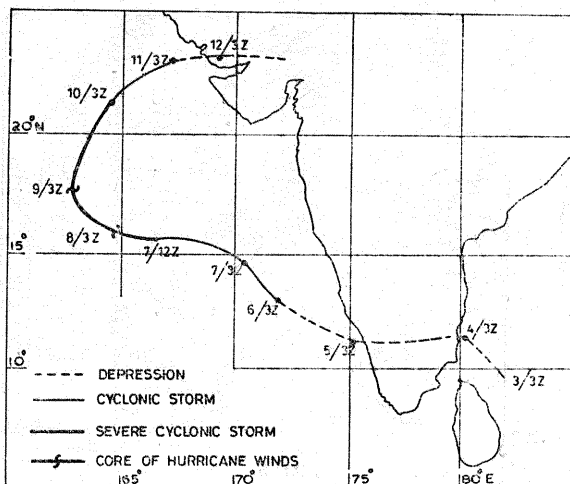 12/3Z
11/3Z
10/3Z
20°N
9/3Z
8/3Z
7/12Z
15°
7/3Z
6/3Z
5/3Z
4/3Z
10°
3/3Z
DEPRESSION
CYCLONIC STORM
SEVERE CYCLONIC STORM
CORE OF HURRICANE WINDS
165° 170° 175° 180°E